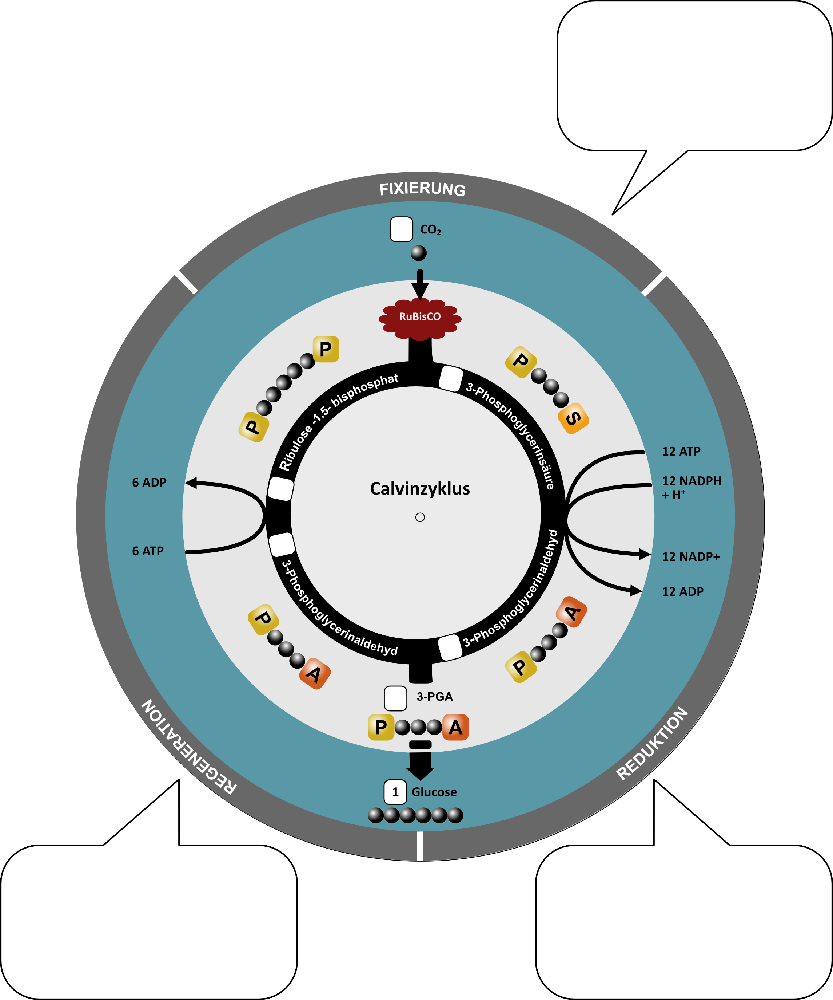 FIXIERUNG
CO₂
RuBisCO
P
P
P
S
Ribulose -1,5- bisphosphat
3-Phosphoglycerinsäure
12 ATP
12 NADPH
+ H⁺
6 ADP
Calvinzyklus
6 ATP
12 NADP+
12 ADP
3-Phosphoglycerinaldehyd
3-Phosphoglycerinaldehyd
P
A
A
P
3-PGA
P
A
REGENERATION
REDUKTION
1
Glucose